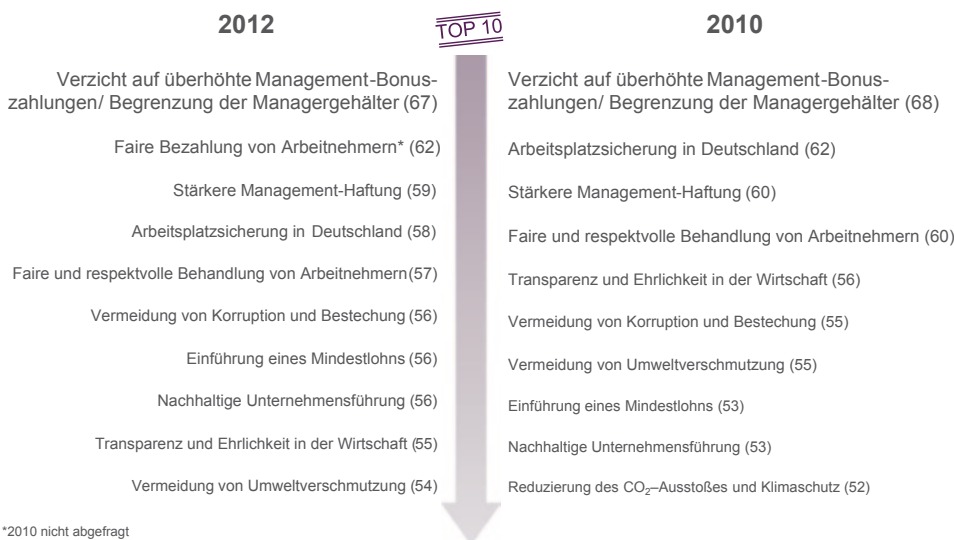 2012
TOP 10
2010
Verzicht auf überhöhte Management-Bonus-
zahlungen/ Begrenzung der Managergehälter (67)
Faire Bezahlung von Arbeitnehmern* (62)
Stärkere Management-Haftung (59)
Arbeitsplatzsicherung in Deutschland (58)
Faire und respektvolle Behandlung von Arbeitnehmern (57)
Vermeidung von Korruption und Bestechung (56)
Einführung eines Mindestlohns (56)
Nachhaltige Unternehmensführung (56)
Transparenz und Ehrlichkeit in der Wirtschaft (55)
Vermeidung von Umweltverschmutzung (54)
Verzicht auf überhöhte Management-Bonus-
zahlungen/ Begrenzung der Managergehälter (68)
Arbeitsplatzsicherung in Deutschland (62)
Stärkere Management-Haftung (60)
Faire und respektvolle Behandlung von Arbeitnehmern (60)
Transparenz und Ehrlichkeit in der Wirtschaft (56)
Vermeidung von Korruption und Bestechung (55)
Vermeidung von Umweltverschmutzung (55)
Einführung eines Mindestlohns (53)
Nachhaltige Unternehmensführung (53)
Reduzierung des CO₂–Ausstoßes und Klimaschutz (52)
*2010 nicht abgefragt